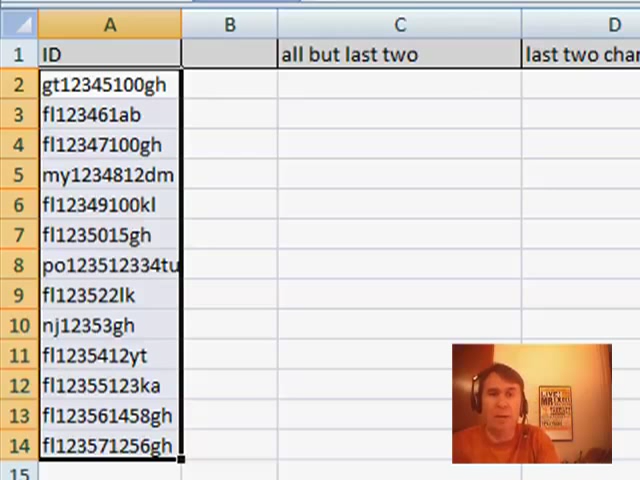 A B C D
1 ID all but last two last two char
2 gt12345100gh
3 fl123461ab
4 fl12347100gh
5 my1234812dm
6 fl12349100kl
7 fl1235015gh
8 po123512334tu
9 fl123522lk
10 nj12353gh
11 fl1235412yt
12 fl12355123ka
13 fl123561458gh
14 fl123571256gh
15